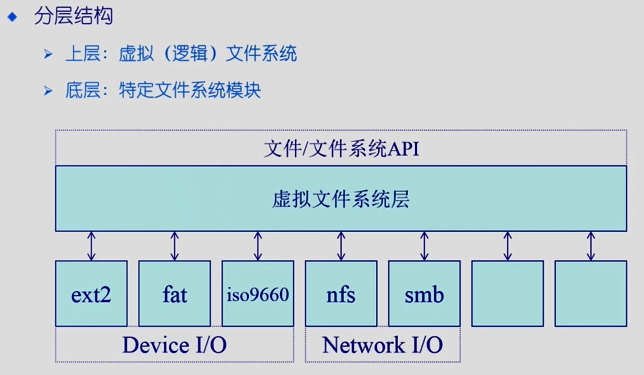 分层结构
上层：虚拟（逻辑）文件系统
底层：特定文件系统模块
文件/文件系统API
虚拟文件系统层
ext2 fat iso9660 nfs smb
Device I/O Network I/O